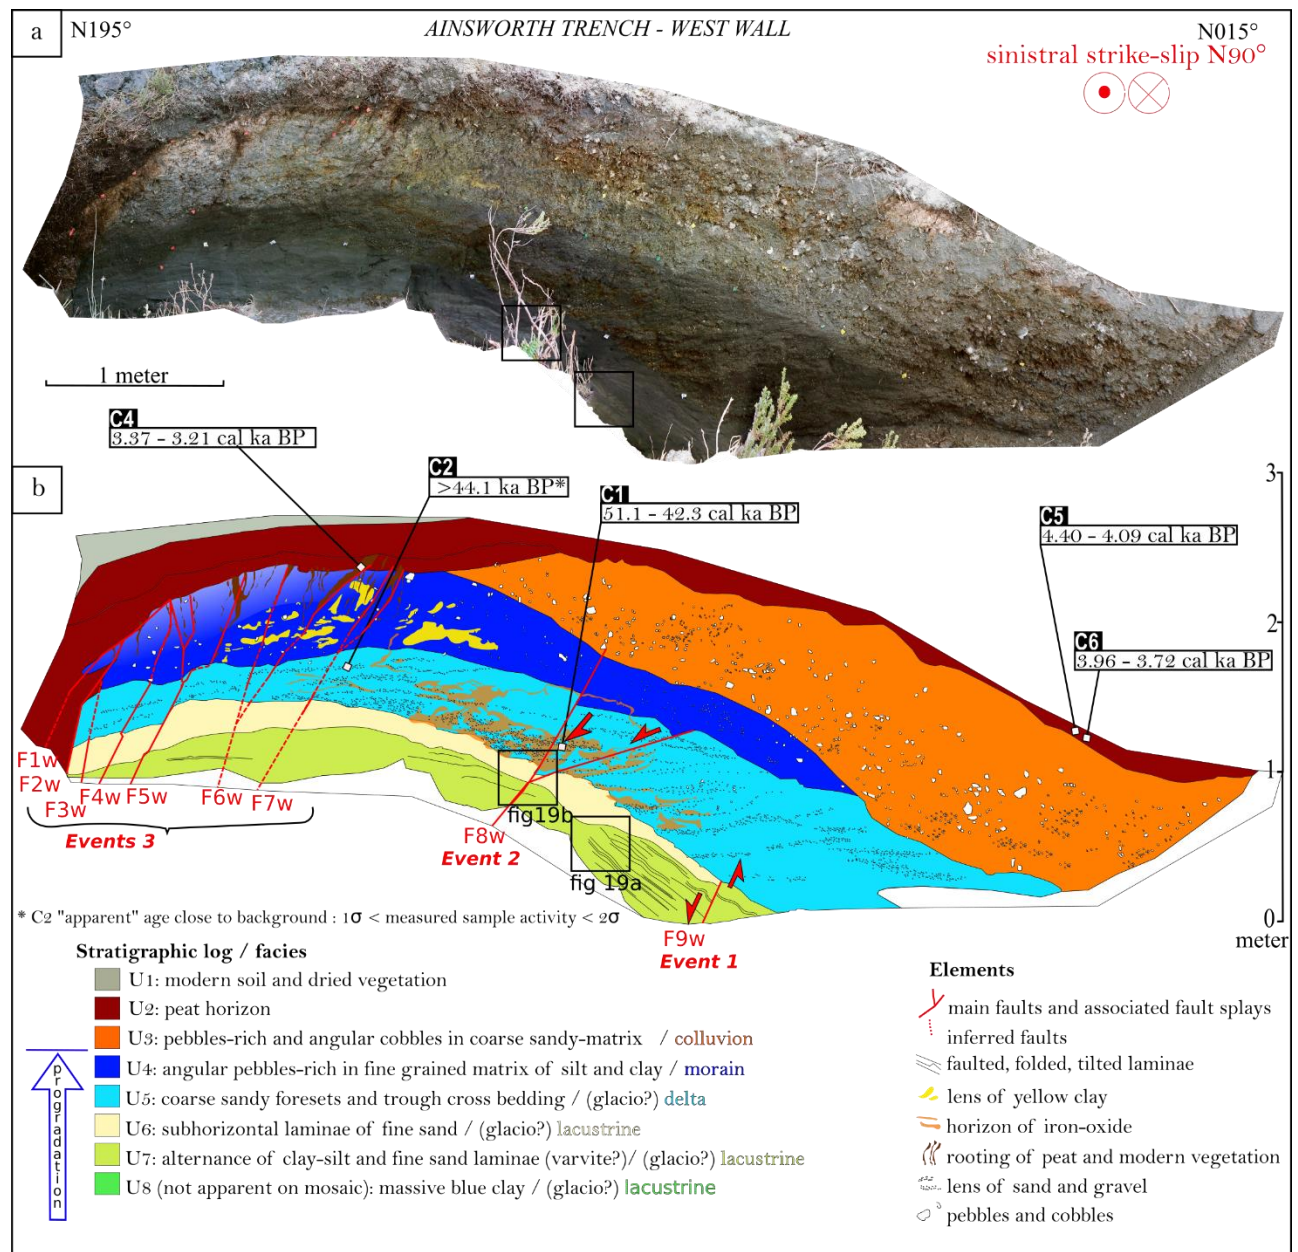 a
N195°
AINSWORTH TRENCH - WEST WALL
N015°
sinistral strike-slip N90°
1 meter
C4
3.37 - 3.21 cal ka BP
b
C2
>44.1 ka BP*
C1
51.1 - 42.3 cal ka BP
C5
4.40 - 4.09 cal ka BP
C6
3.96 - 3.72 cal ka BP
3
2
1
0
meter
F1w
F2w
F3w
F4w
F5w
F6w
F7w
Events 3
F8w
Event 2
fig19b
fig 19a
F9w
Event 1
* C2 "apparent" age close to background : 1σ < measured sample activity < 2σ
Stratigraphic log / facies
U1: modern soil and dried vegetation
U2: peat horizon
U3: pebbles-rich and angular cobbles in coarse sandy-matrix / colluvion
U4: angular pebbles-rich in fine grained matrix of silt and clay / morain
U5: coarse sandy foresets and trough cross bedding / (glacio?) delta
U6: subhorizontal laminae of fine sand / (glacio?) lacustrine
U7: alternance of clay-silt and fine sand laminae (varvite?)/ (glacio?) lacustrine
U8 (not apparent on mosaic): massive blue clay / (glacio?) lacustrine
progradation
Elements
main faults and associated fault splays
inferred faults
faulted, folded, tilted laminae
lens of yellow clay
horizon of iron-oxide
rooting of peat and modern vegetation
lens of sand and gravel
pebbles and cobbles